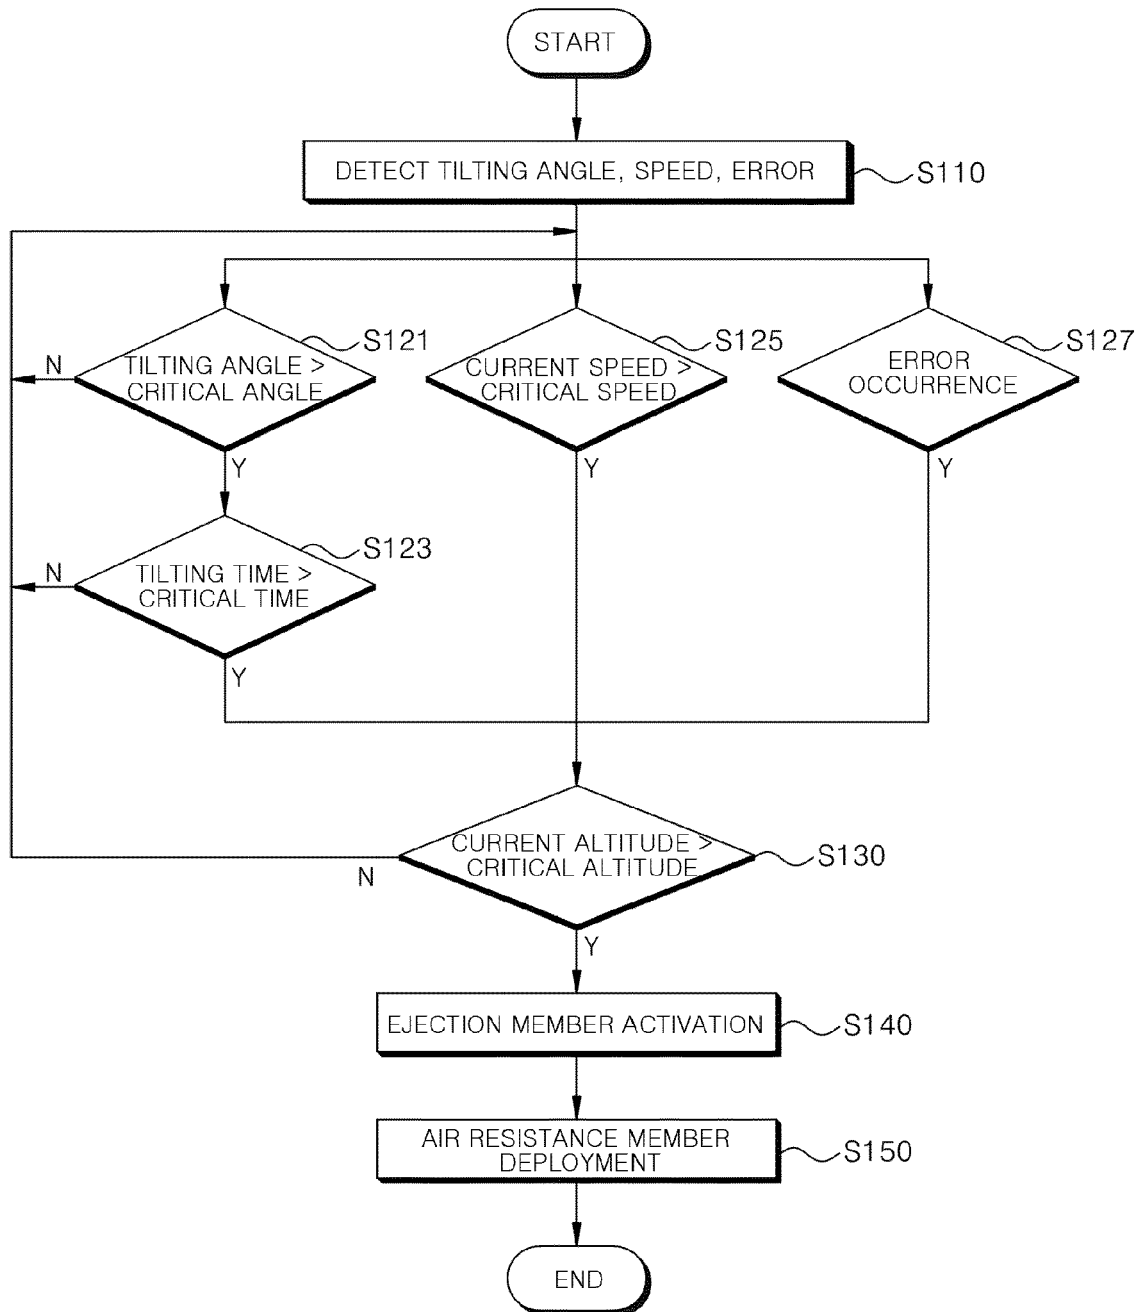 START
DETECT TILTING ANGLE, SPEED, ERROR
S110
N
TILTING ANGLE >
CRITICAL ANGLE
S121
Y
CURRENT SPEED >
CRITICAL SPEED
S125
Y
ERROR
OCCURRENCE
S127
Y
N
TILTING TIME >
CRITICAL TIME
S123
Y
CURRENT ALTITUDE >
CRITICAL ALTITUDE
S130
N
Y
EJECTION MEMBER ACTIVATION
S140
AIR RESISTANCE MEMBER
DEPLOYMENT
S150
END